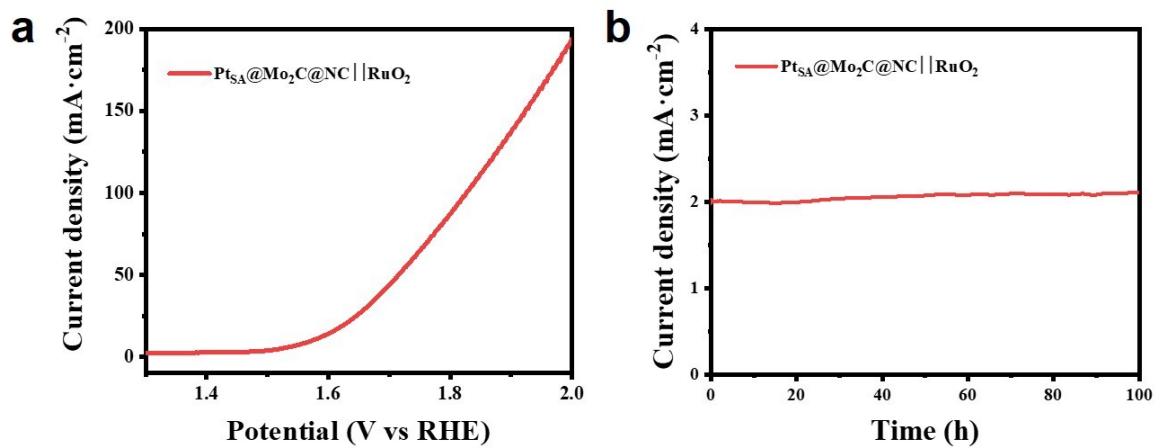 a
Pt_SA@Mo₂C@NC||RuO₂
Current density (mA·cm⁻²)
200
150
100
50
0
1.4
1.6
1.8
2.0
Potential (V vs RHE)
b
Pt_SA@Mo₂C@NC||RuO₂
Current density (mA·cm⁻²)
4
3
2
1
0
0
20
40
60
80
100
Time (h)